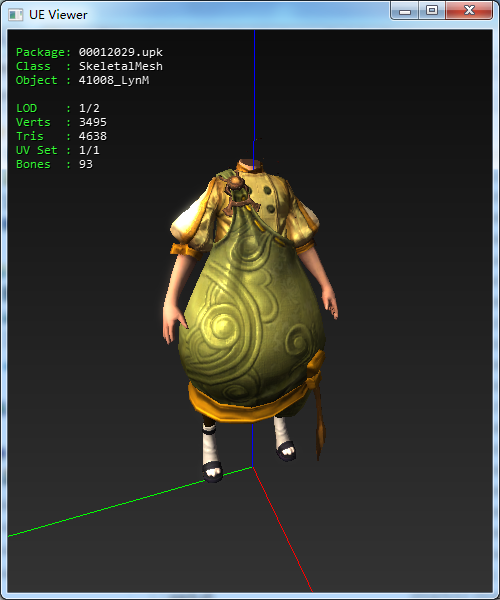 UE Viewer
Package: 00012029.upk
Class : SkeletalMesh
Object : 41008_LynM
LOD : 1/2
Verts : 3495
Tris : 4638
UV Set : 1/1
Bones : 93